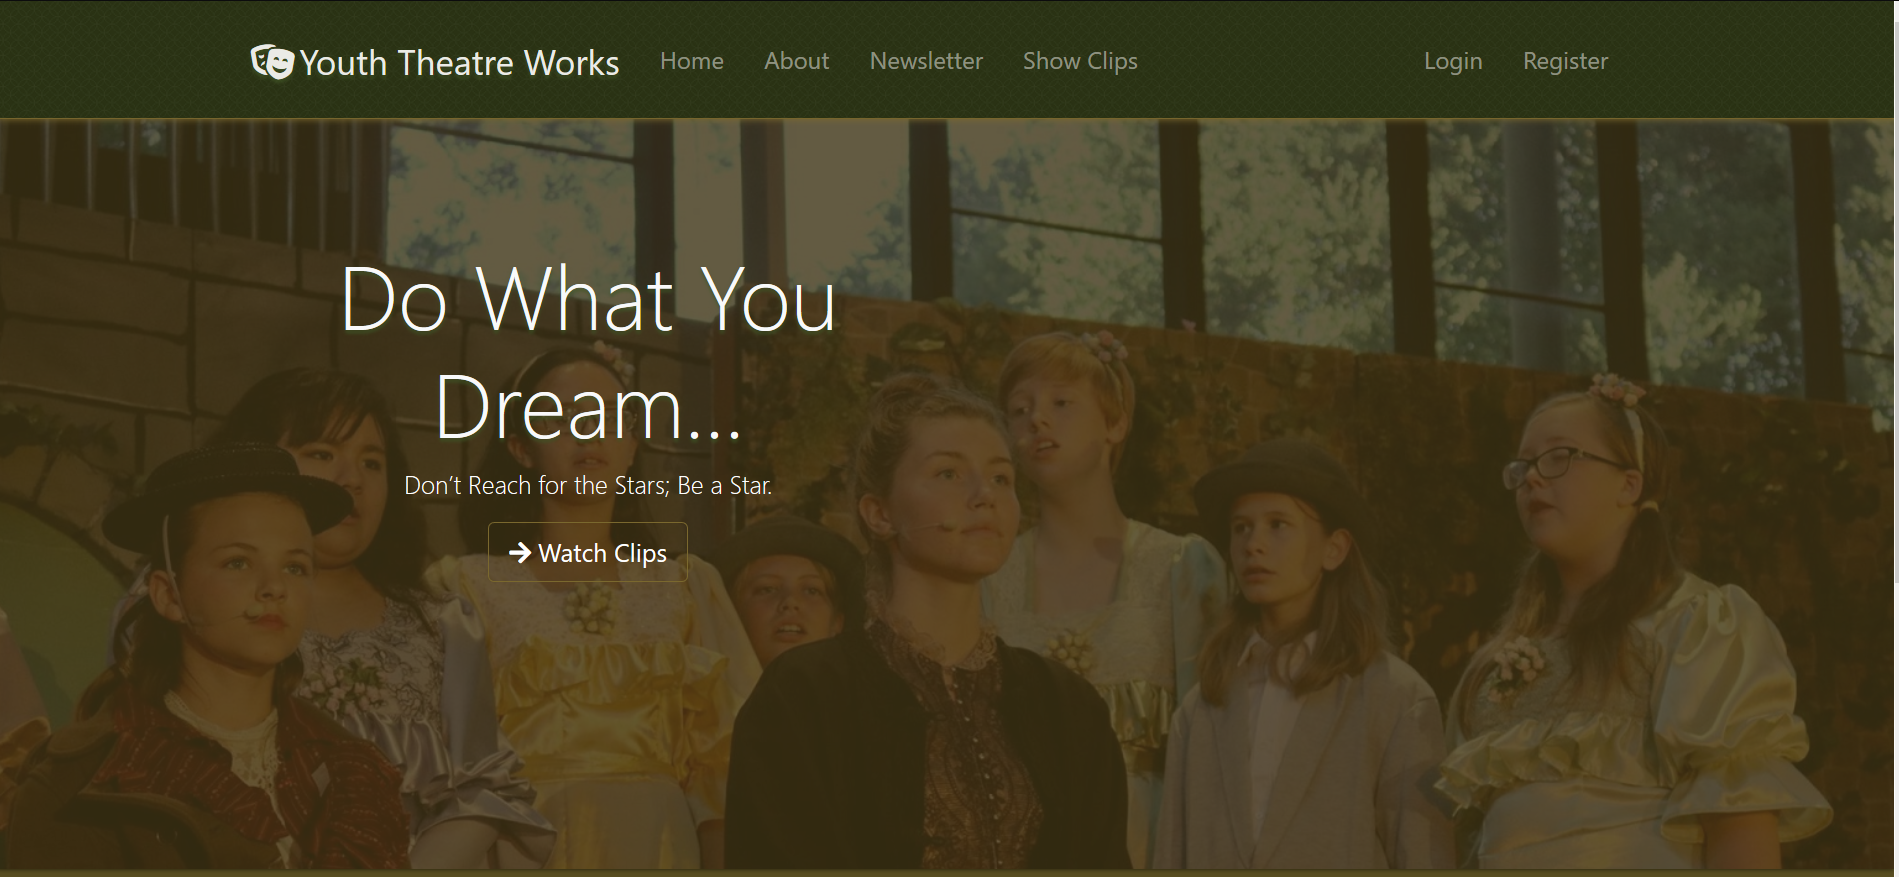 Youth Theatre Works
Home
About
Newsletter
Show Clips
Login
Register
Do What You
Dream...
Don’t Reach for the Stars; Be a Star.
Watch Clips